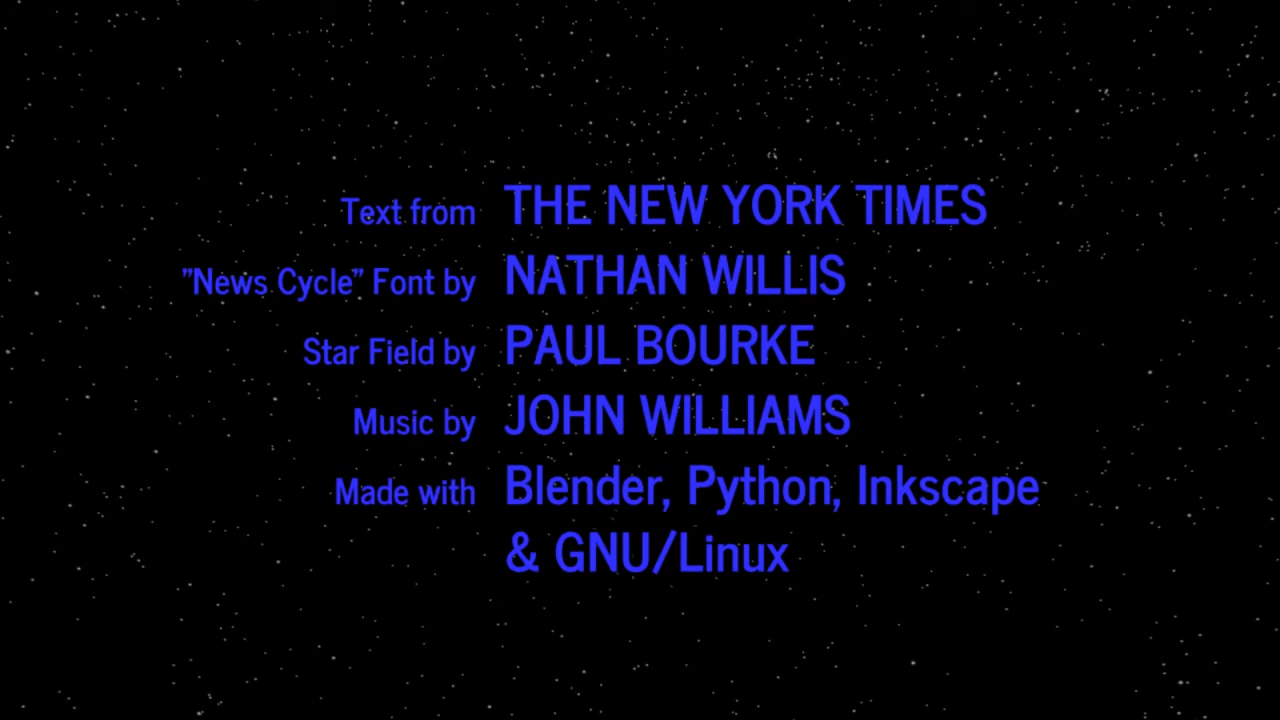 Text from THE NEW YORK TIMES
"News Cycle" Font by NATHAN WILLIS
Star Field by PAUL BOURKE
Music by JOHN WILLIAMS
Made with Blender, Python, Inkscape
& GNU/Linux